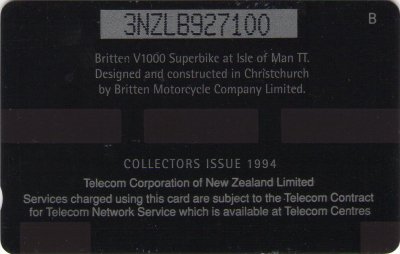 3NZLB927100
B
Britten V1000 Superbike at Isle of Man TT.
Designed and constructed in Christchurch
by Britten Motorcycle Company Limited.
COLLECTORS ISSUE 1994
Telecom Corporation of New Zealand Limited
Services charged using this card are subject to the Telecom Contract
for Telecom Network Service which is available at Telecom Centres